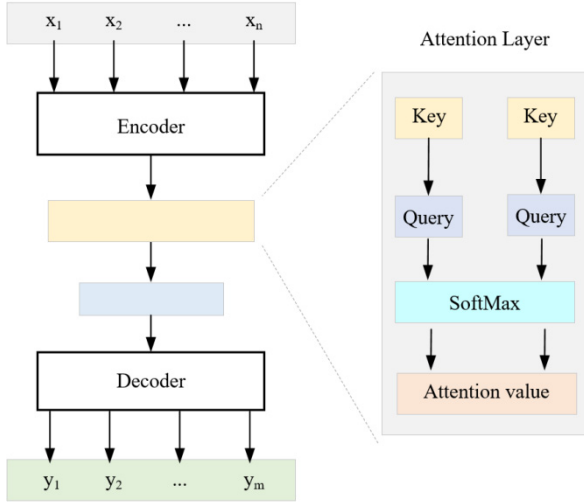 x₁ x₂ ... xₙ
Attention Layer
Encoder
Key Key
Query Query
SoftMax
Decoder
Attention value
y₁ y₂ ... yₘ